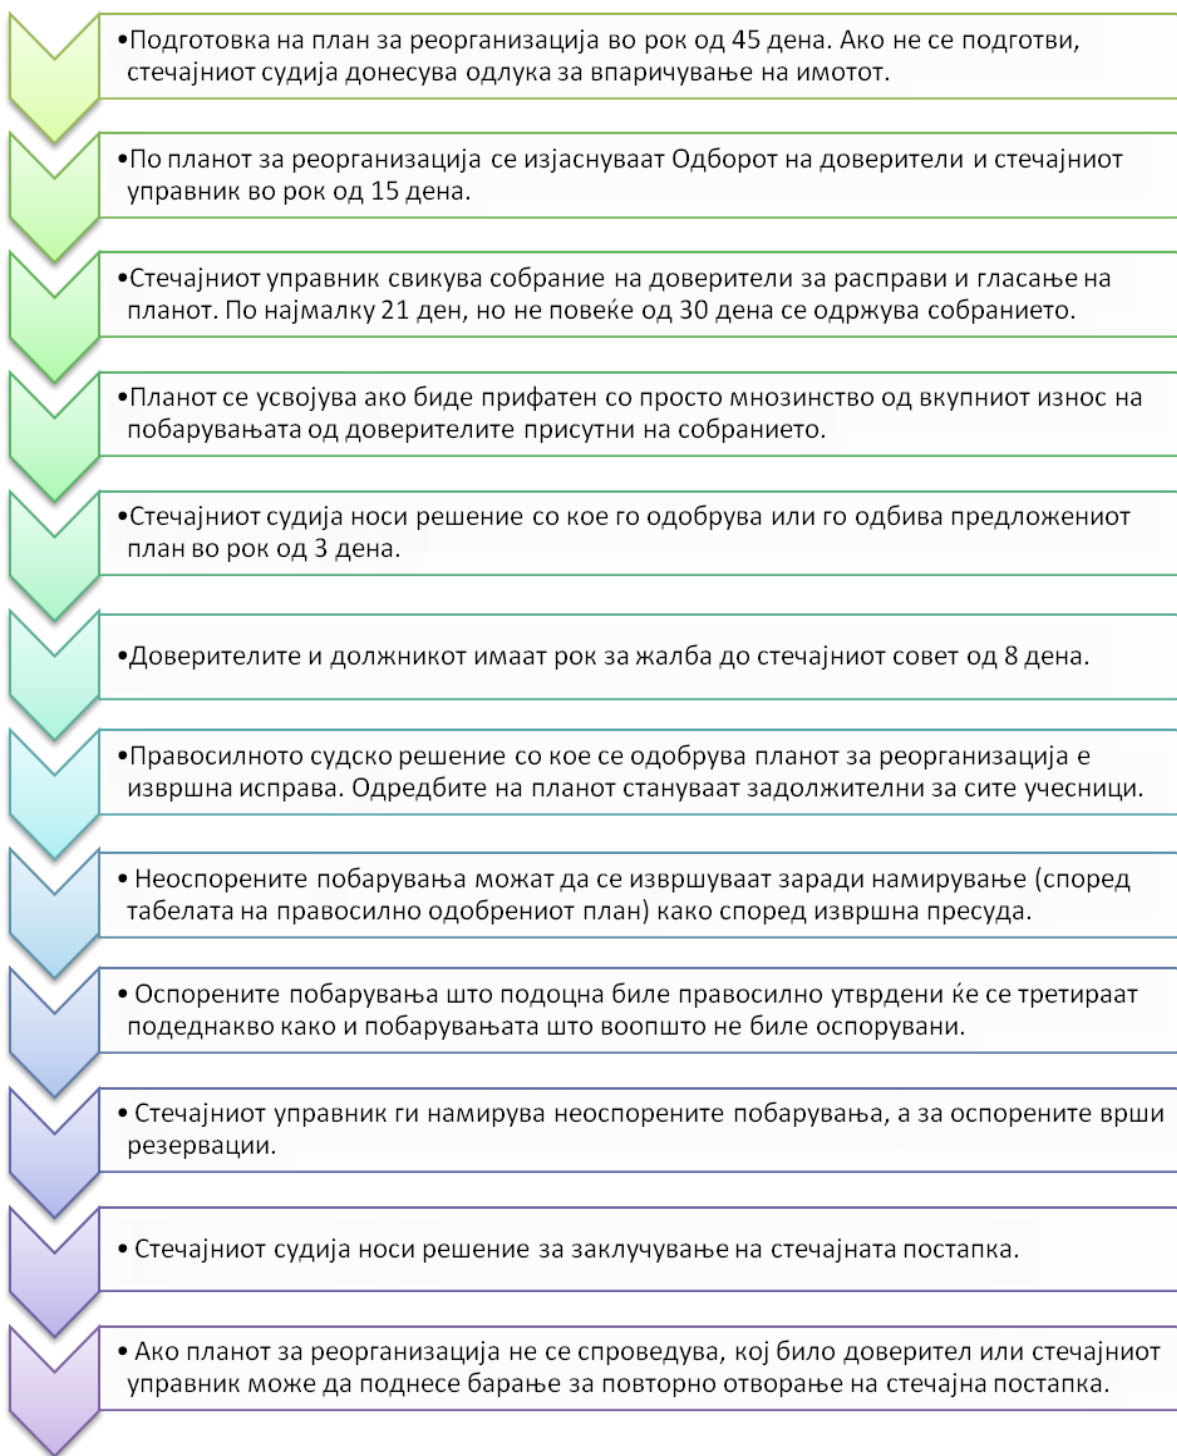 •Подготовка на план за реорганизација во рок од 45 дена. Ако не се подготви,
стечајниот судија донесува одлука за впаричување на имотот.
•По планот за реорганизација се изјаснуваат Одборот на доверители и стечајниот
управник во рок од 15 дена.
•Стечајниот управник свикува собрание на доверители за расправи и гласање на
планот. По најмалку 21 ден, но не повеќе од 30 дена се одржува собранието.
•Планот се усвојува ако биде прифатен со просто мнозинство од вкупниот износ на
побарувањата од доверителите присутни на собранието.
•Стечајниот судија носи решение со кое го одобрува или го одбива предложениот
план во рок од 3 дена.
•Доверителите и должникот имаат рок за жалба до стечајниот совет од 8 дена.
•Правосилното судско решение со кое се одобрува планот за реорганизација е
извршна исправа. Одредбите на планот стануваат задолжителни за сите учесници.
• Неоспорените побарувања можат да се извршуваат заради намирување (според
табелата на правосилно одобрениот план) како според извршна пресуда.
• Оспорените побарувања што подоцна биле правосилно утврдени ќе се третираат
подеднакво како и побарувањата што воопшто не биле оспорувани.
• Стечајниот управник ги намирува неоспорените побарувања, а за оспорените врши
резервации.
• Стечајниот судија носи решение за заклучување на стечајната постапка.
• Ако планот за реорганизација не се спроведува, кој било доверител или стечајниот
управник може да поднесе барање за повторно отворање на стечајна постапка.